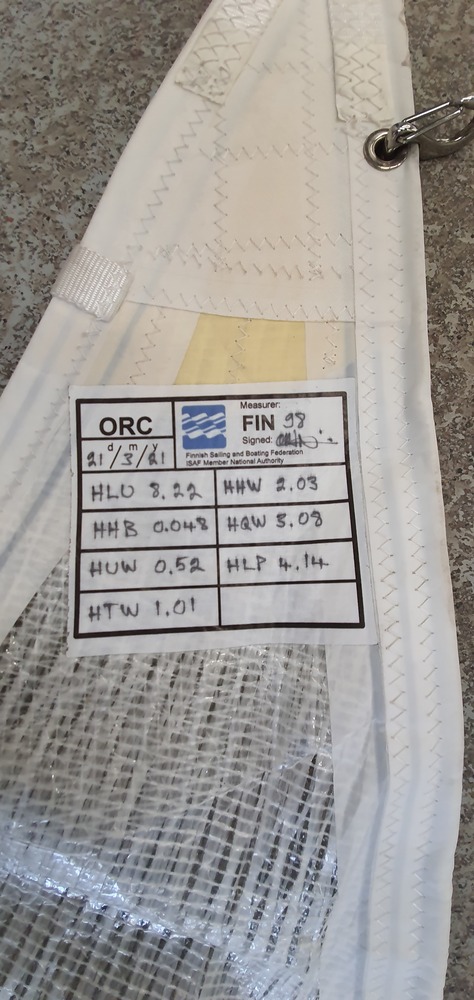 ORC
d m y
21/3/21
Measurer:
FIN 98
Signed:
Finnish Sailing and Boating Federation
ISAF Member National Authority
HLU 8.22 HHW 2.03
HHB 0.048 HQW 3.08
HUW 0.52 HLP 4.14
HTW 1.01